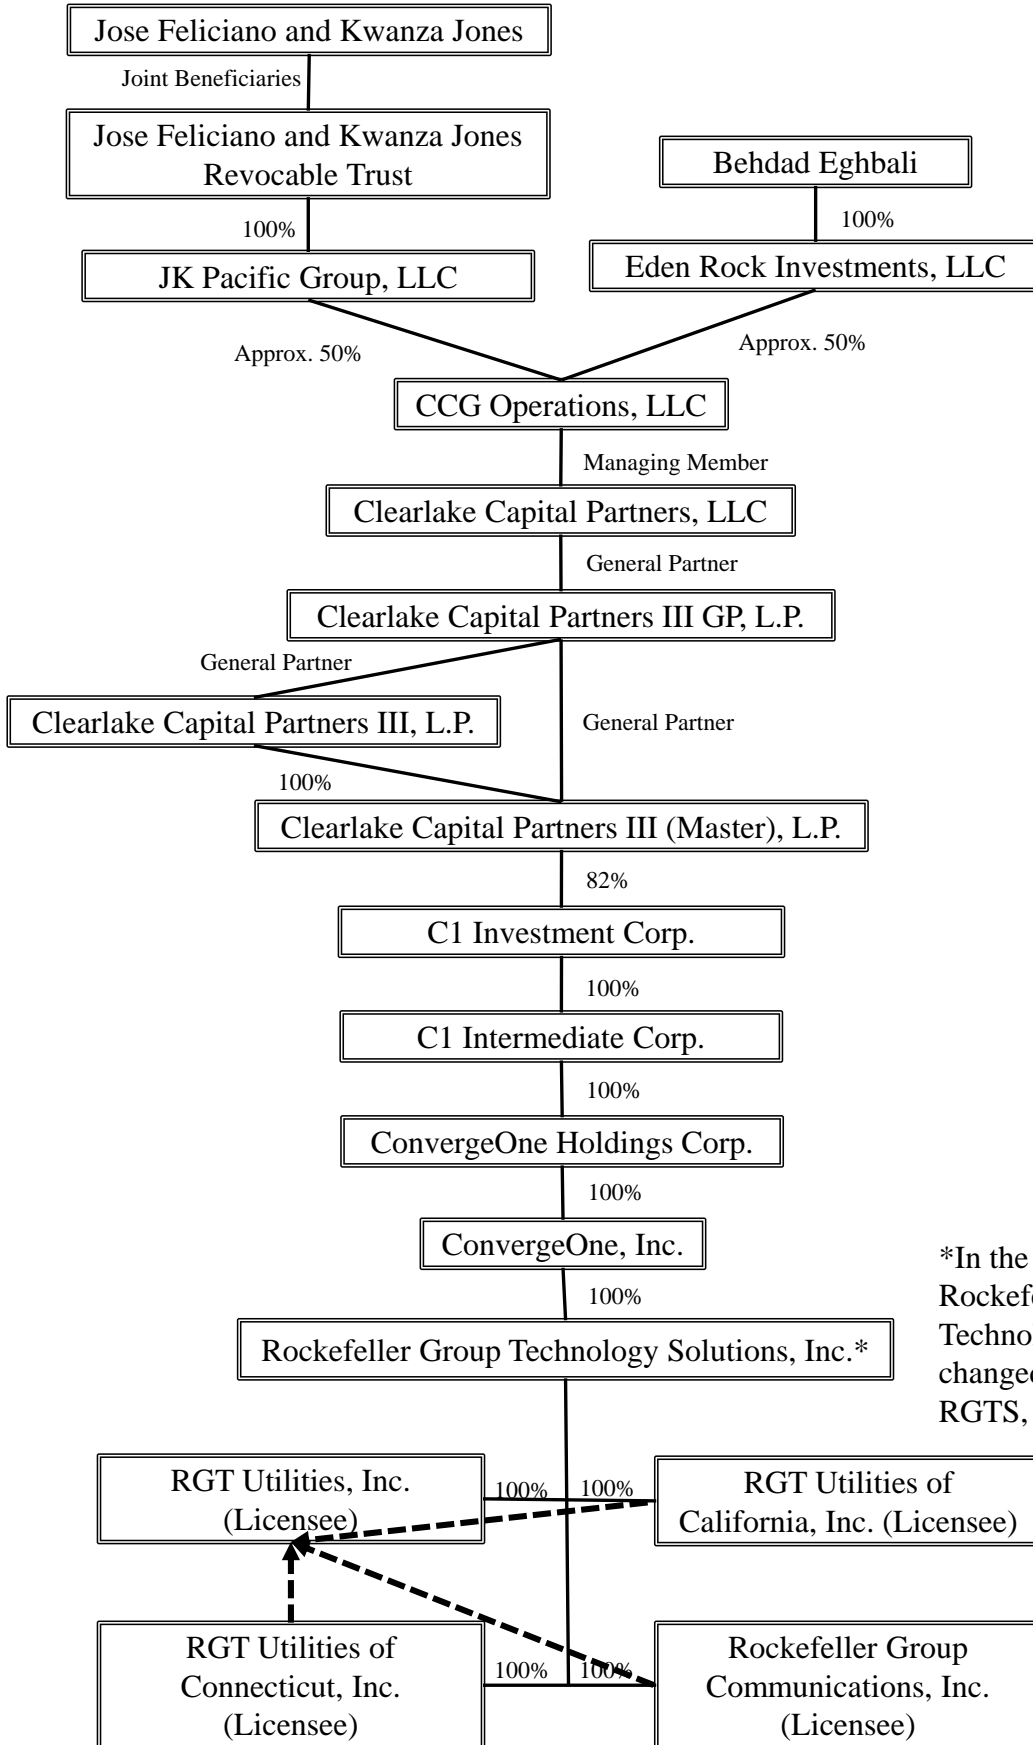 Jose Feliciano and Kwanza Jones
Joint Beneficiaries
Jose Feliciano and Kwanza Jones
Revocable Trust
Behdad Eghbali
100%
100%
JK Pacific Group, LLC
Eden Rock Investments, LLC
Approx. 50%
Approx. 50%
CCG Operations, LLC
Managing Member
Clearlake Capital Partners, LLC
General Partner
Clearlake Capital Partners III GP, L.P.
General Partner
Clearlake Capital Partners III, L.P.
General Partner
100%
Clearlake Capital Partners III (Master), L.P.
82%
C1 Investment Corp.
100%
C1 Intermediate Corp.
100%
ConvergeOne Holdings Corp.
100%
ConvergeOne, Inc.
100%
Rockefeller Group Technology Solutions, Inc.*
*In the
RGTS,
RGT Utilities, Inc.
(Licensee)
100%
100%
RGT Utilities of
California, Inc. (Licensee)
RGT Utilities of
Connecticut, Inc.
(Licensee)
100%
100%
Rockefeller Group
Communications, Inc.
(Licensee)